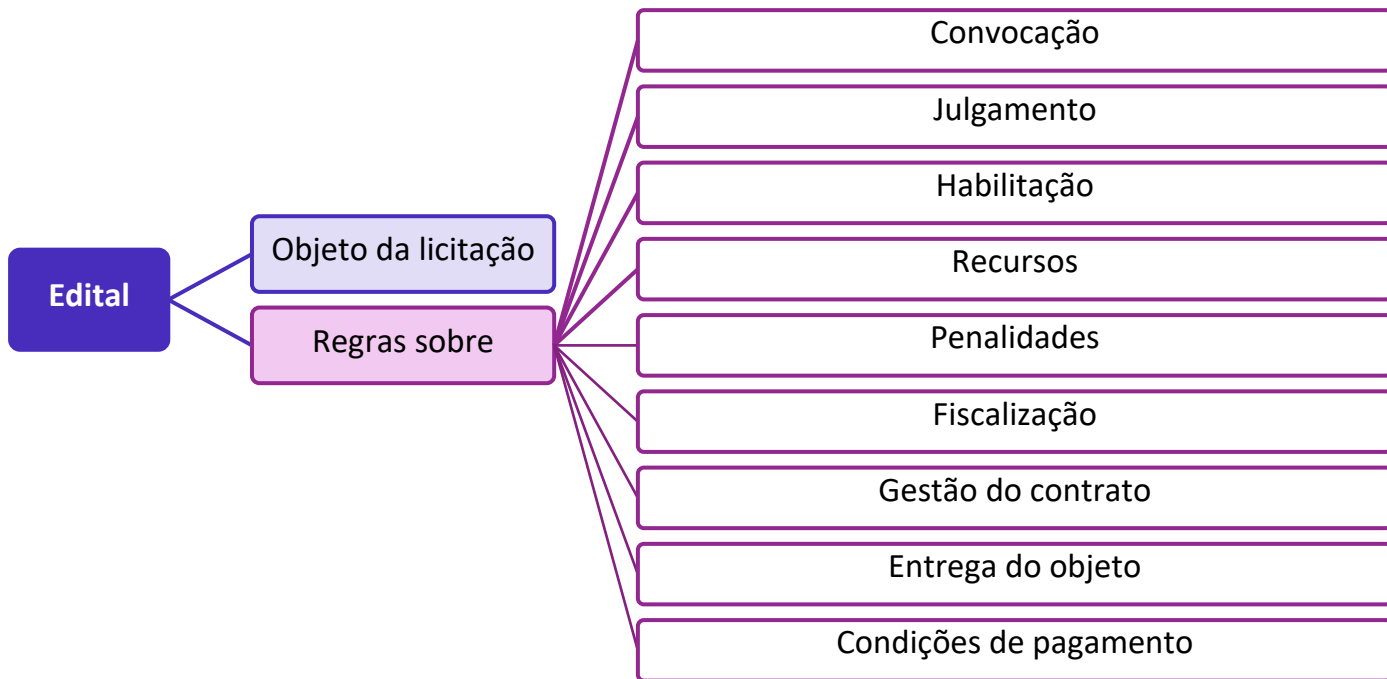 Edital
Objeto da licitação
Regras sobre
Convocação
Julgamento
Habilitação
Recursos
Penalidades
Fiscalização
Gestão do contrato
Entrega do objeto
Condições de pagamento